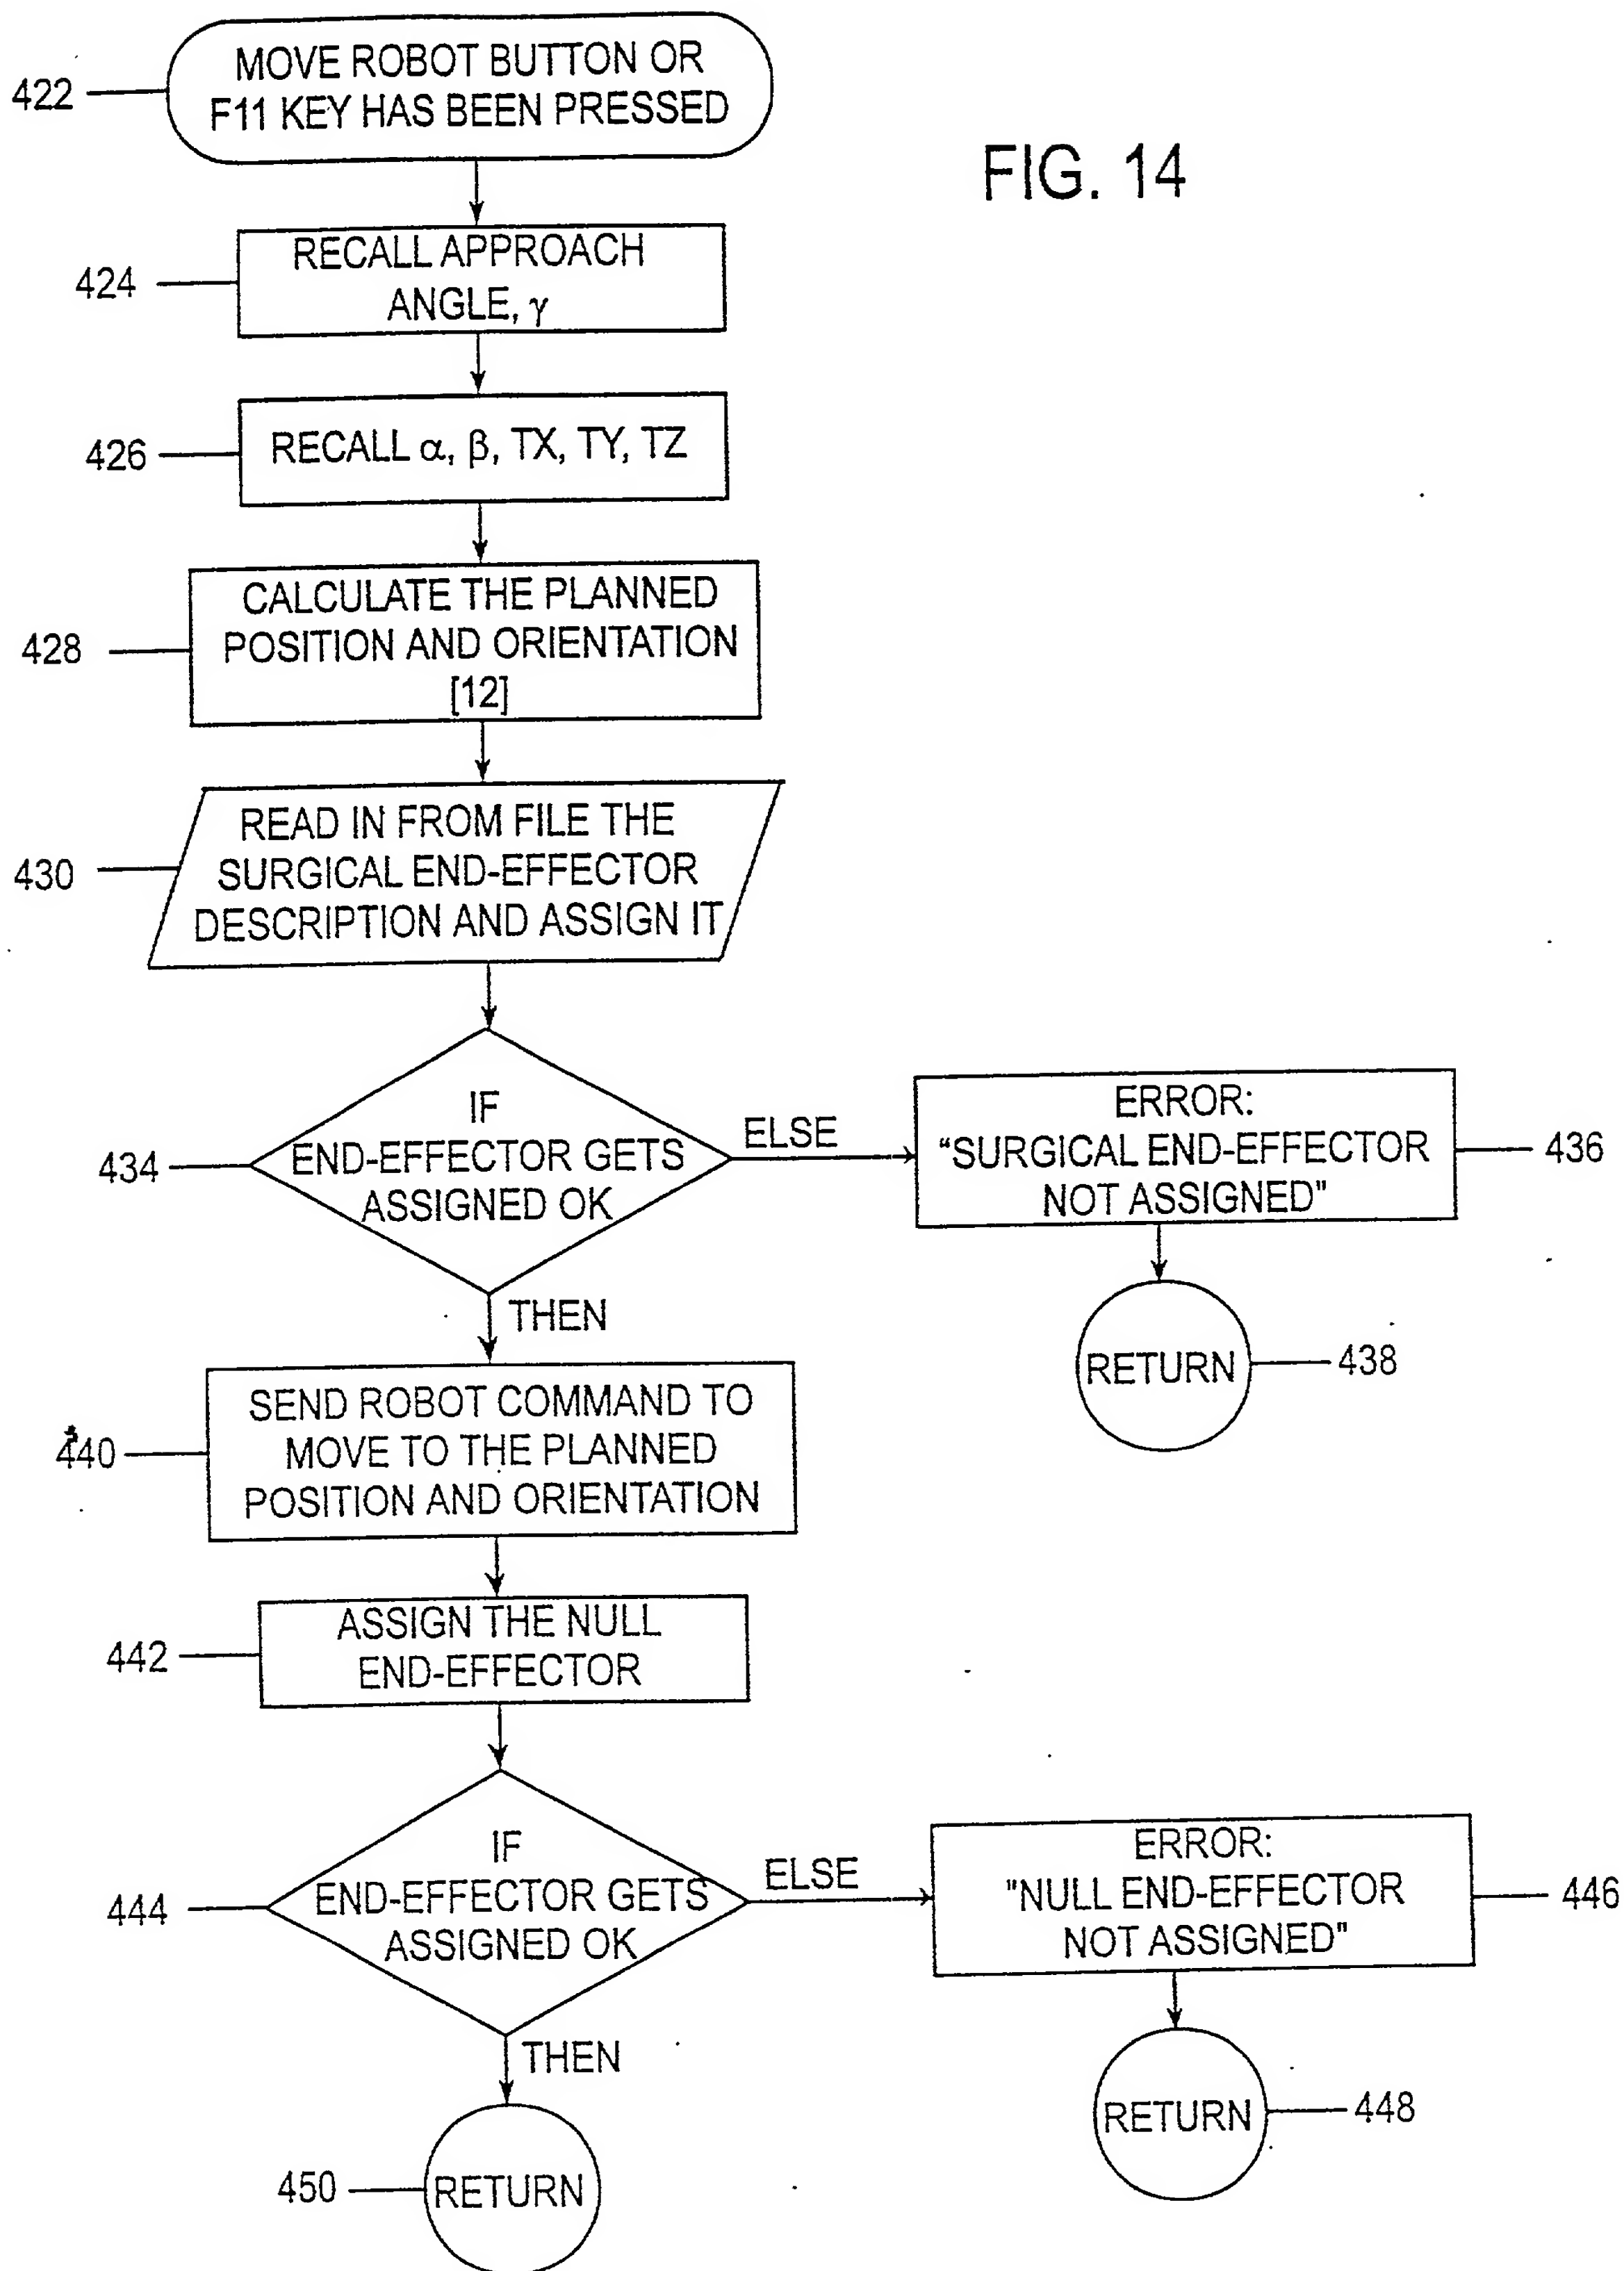 MOVE ROBOT BUTTON OR
F11 KEY HAS BEEN PRESSED
422
FIG. 14
RECALL APPROACH
ANGLE, γ
424
RECALL α, β, TX, TY, TZ
426
CALCULATE THE PLANNED
POSITION AND ORIENTATION
[12]
428
READ IN FROM FILE THE
SURGICAL END-EFFECTOR
DESCRIPTION AND ASSIGN IT
430
IF
END-EFFECTOR GETS
ASSIGNED OK
434
ELSE
ERROR:
“SURGICAL END-EFFECTOR
NOT ASSIGNED"
436
THEN
RETURN
438
SEND ROBOT COMMAND TO
MOVE TO THE PLANNED
POSITION AND ORIENTATION
440
ASSIGN THE NULL
END-EFFECTOR
442
IF
END-EFFECTOR GETS
ASSIGNED OK
444
ELSE
ERROR:
"NULL END-EFFECTOR
NOT ASSIGNED"
446
THEN
RETURN
448
RETURN
450